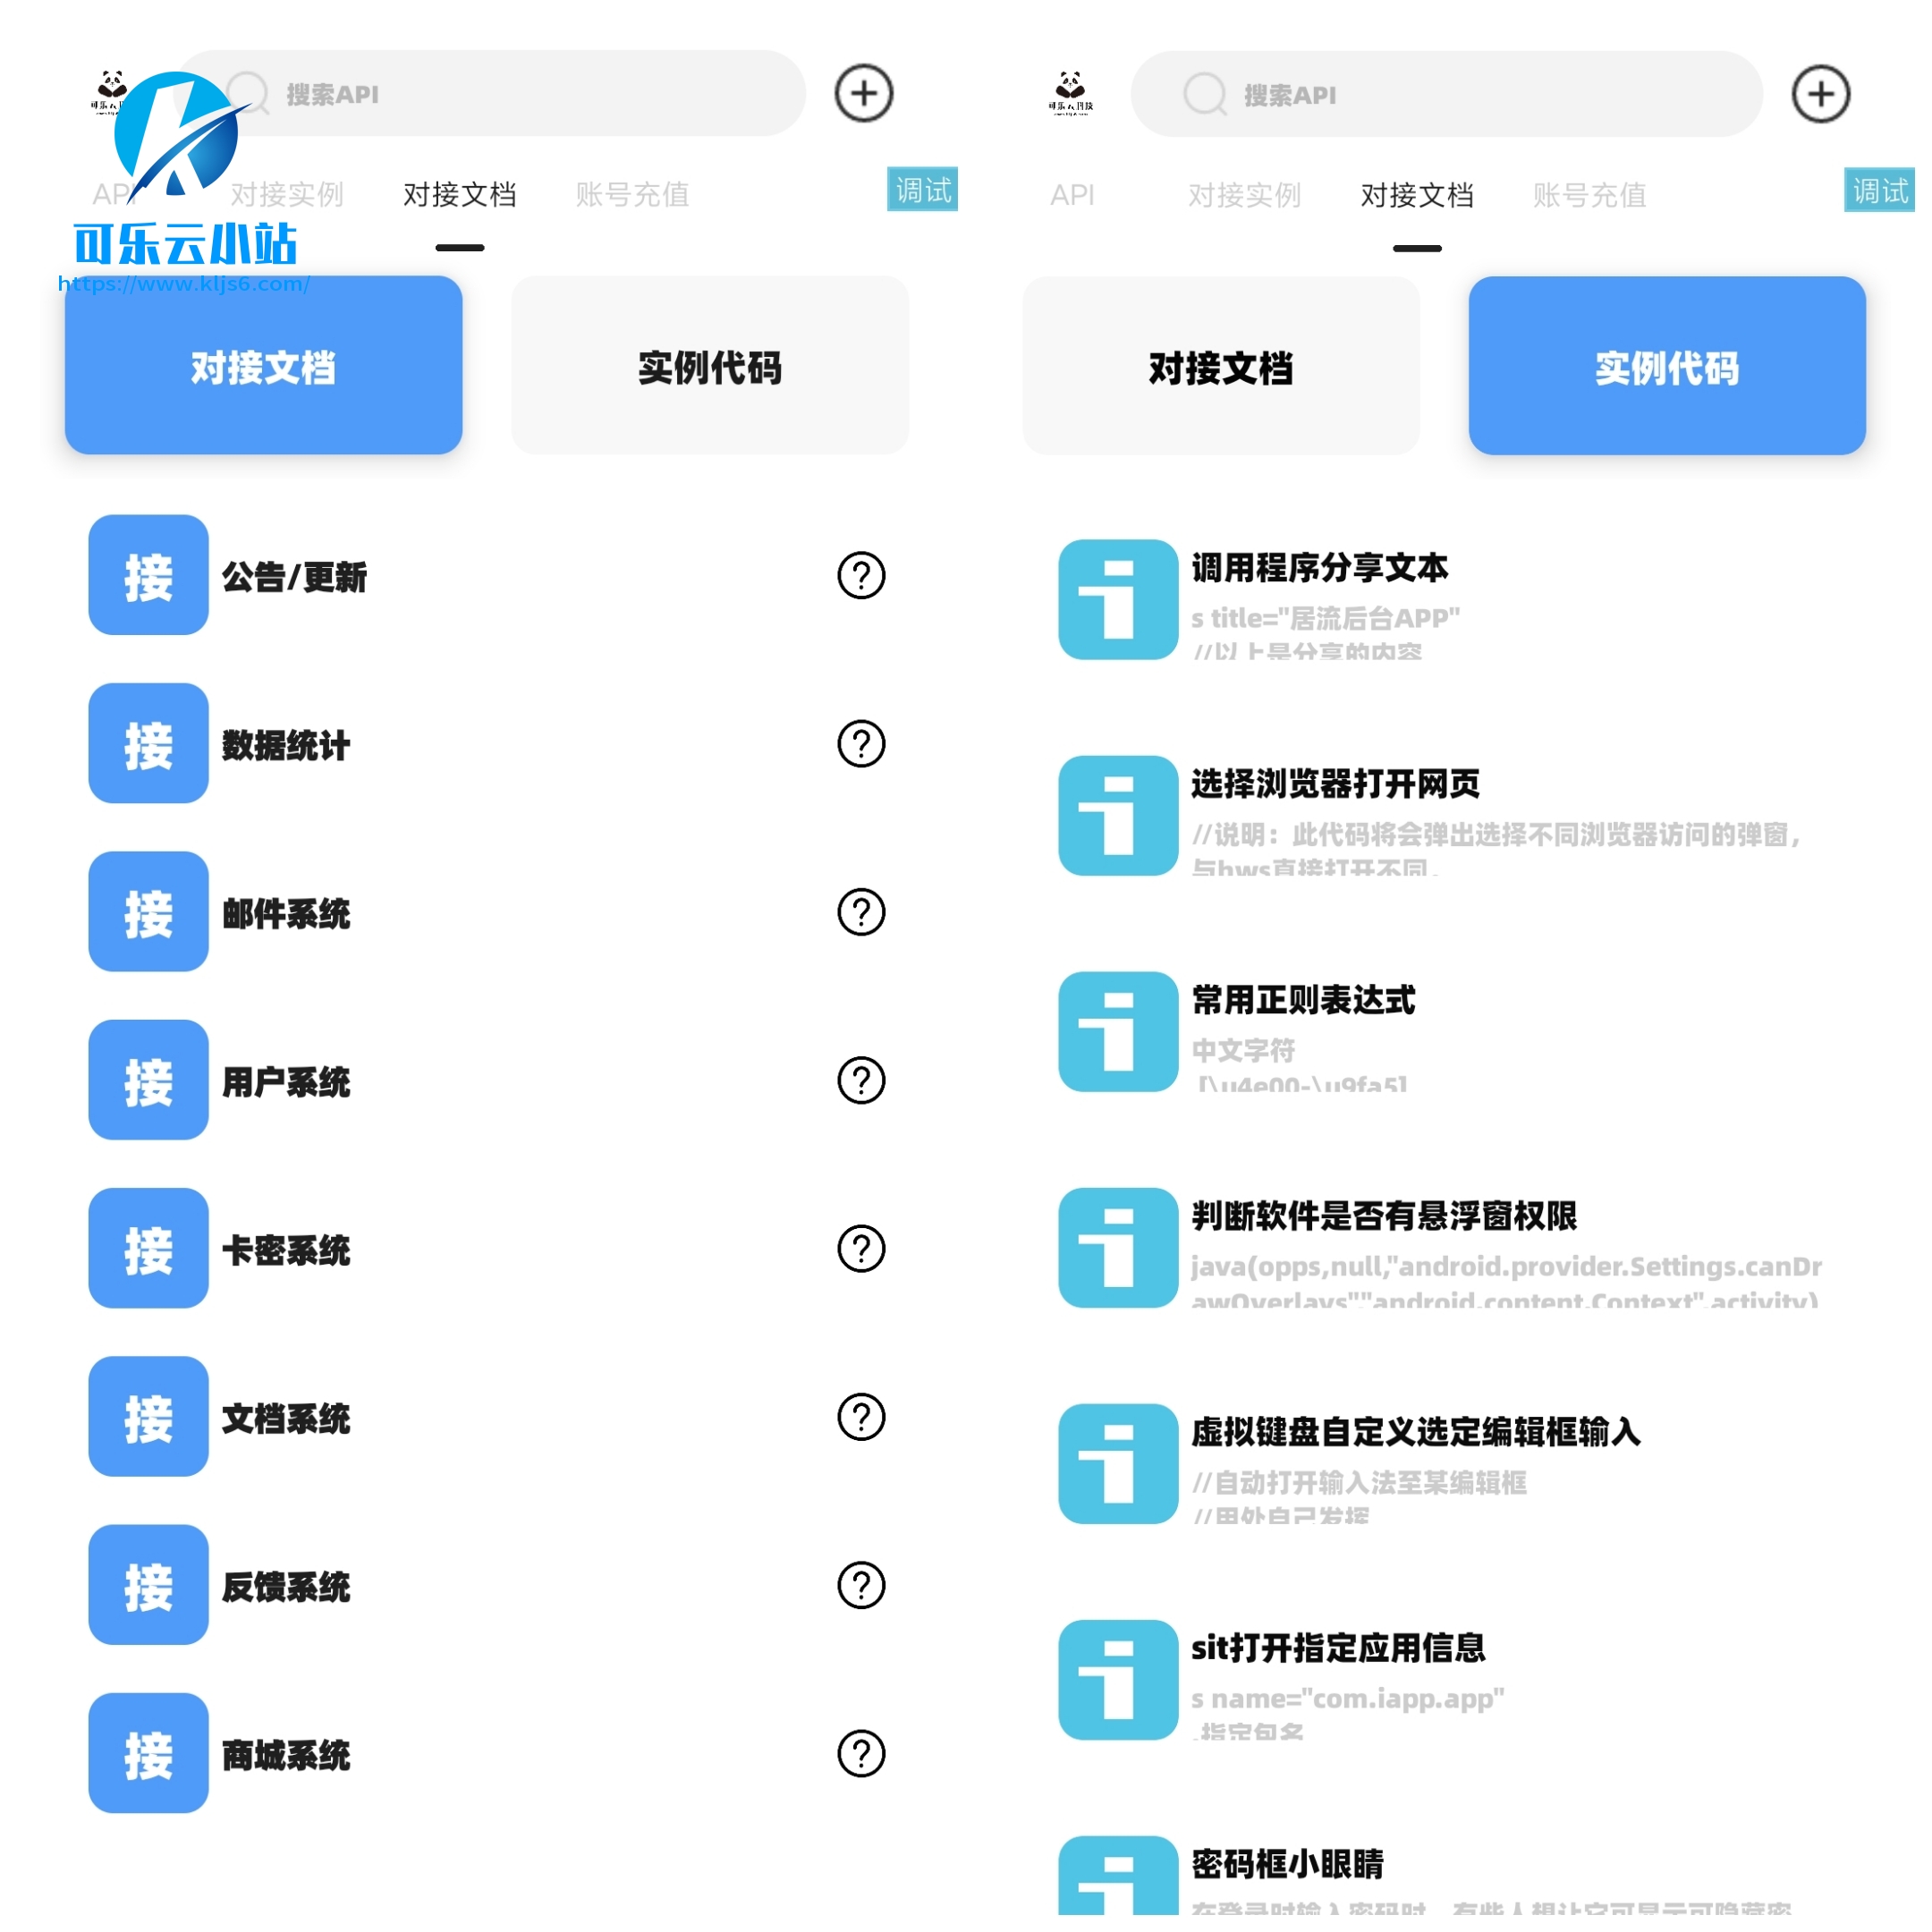 搜索API
API 对接实例 对接文档 账号充值 调试
可乐云小站
https://www.kljs6.com/
对接文档 实例代码
接 公告/更新
接 数据统计
接 邮件系统
接 用户系统
接 卡密系统
接 文档系统
接 反馈系统
接 商城系统
可乐云科技
搜索API
API 对接实例 对接文档 账号充值 调试
对接文档 实例代码
调用程序分享文本
s title="居流后台APP"
//以上是分享的内容
选择浏览器打开网页
//说明：此代码将会弹出选择不同浏览器访问的弹窗，
与hws直接打开不同。
常用正则表达式
中文字符
[\u4e00-\u9fa5]
判断软件是否有悬浮窗权限
java(opps,null,"android.provider.Settings.canDr
awOverlays""android.content.Context",activity)
虚拟键盘自定义选定编辑框输入
//自动打开输入法至某编辑框
//用处自己发挥
sit打开指定应用信息
s name="com.iapp.app"
.指定包名
密码框小眼睛
在登录时输入密码时，有些人想让它可显示可隐藏密